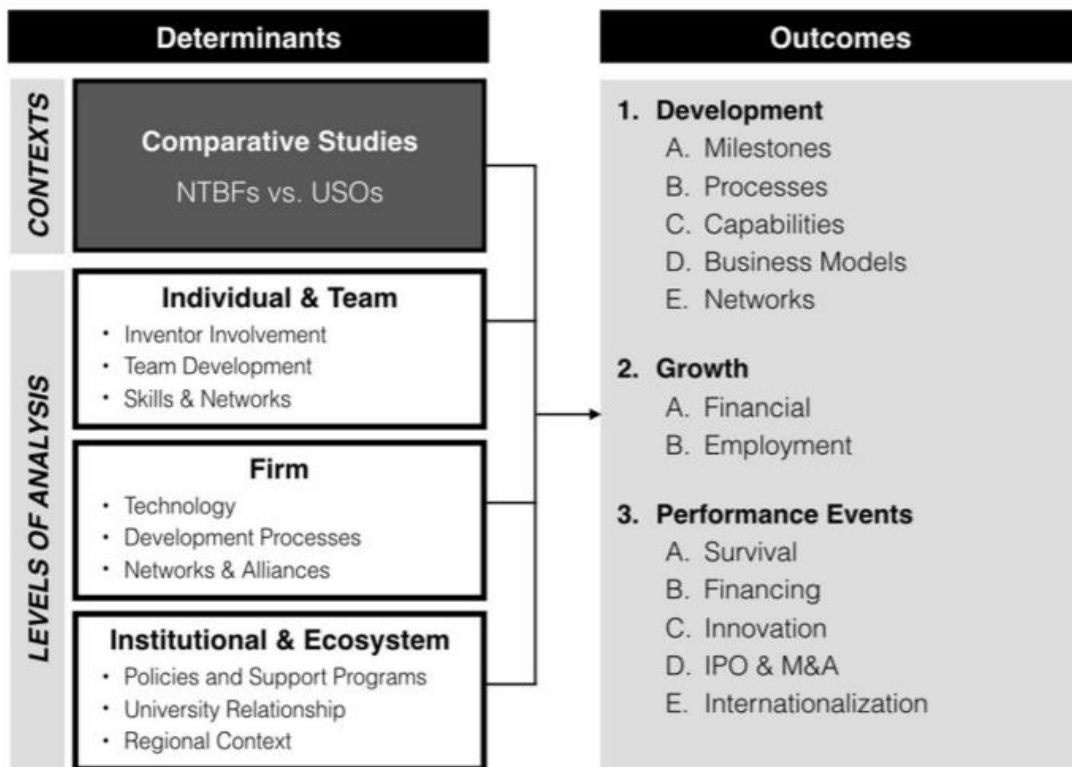 Determinants
CONTEXTS
Comparative Studies
NTBFs vs. USOs
LEVELS OF ANALYSIS
Individual & Team
• Inventor Involvement
• Team Development
• Skills & Networks
Firm
• Technology
• Development Processes
• Networks & Alliances
Institutional & Ecosystem
• Policies and Support Programs
• University Relationship
• Regional Context
Outcomes
1. Development
A. Milestones
B. Processes
C. Capabilities
D. Business Models
E. Networks
2. Growth
A. Financial
B. Employment
3. Performance Events
A. Survival
B. Financing
C. Innovation
D. IPO & M&A
E. Internationalization